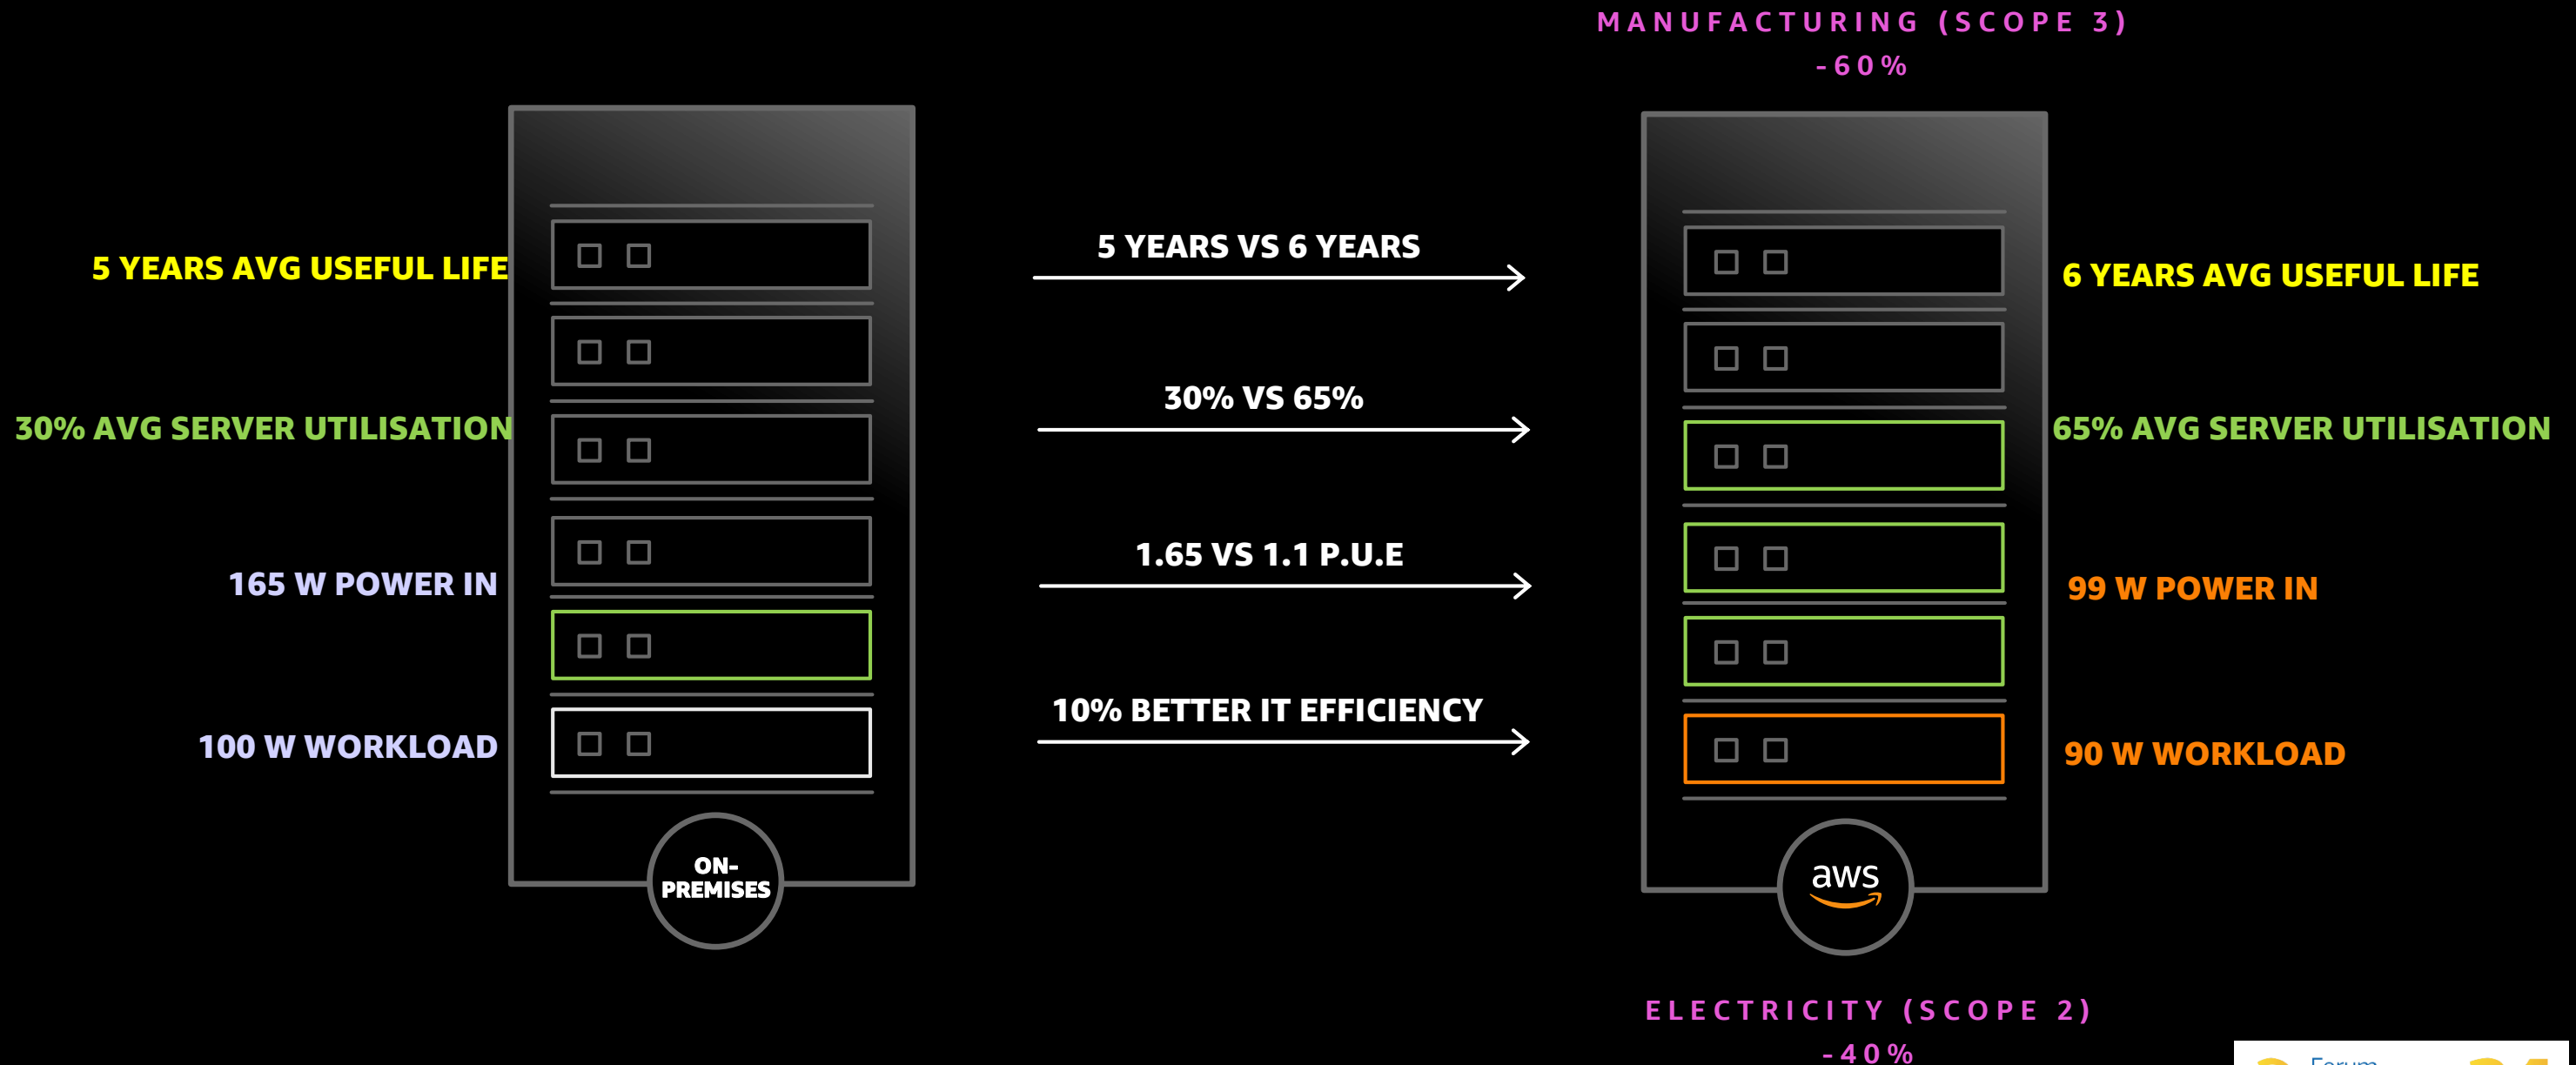 MANUFACTURING (SCOPE 3)
-60%
5 YEARS AVG USEFUL LIFE
5 YEARS VS 6 YEARS
6 YEARS AVG USEFUL LIFE
30% AVG SERVER UTILISATION
30% VS 65%
65% AVG SERVER UTILISATION
165 W POWER IN
1.65 VS 1.1 P.U.E
99 W POWER IN
100 W WORKLOAD
10% BETTER IT EFFICIENCY
90 W WORKLOAD
ON-
PREMISES
aws
ELECTRICITY (SCOPE 2)
-40%